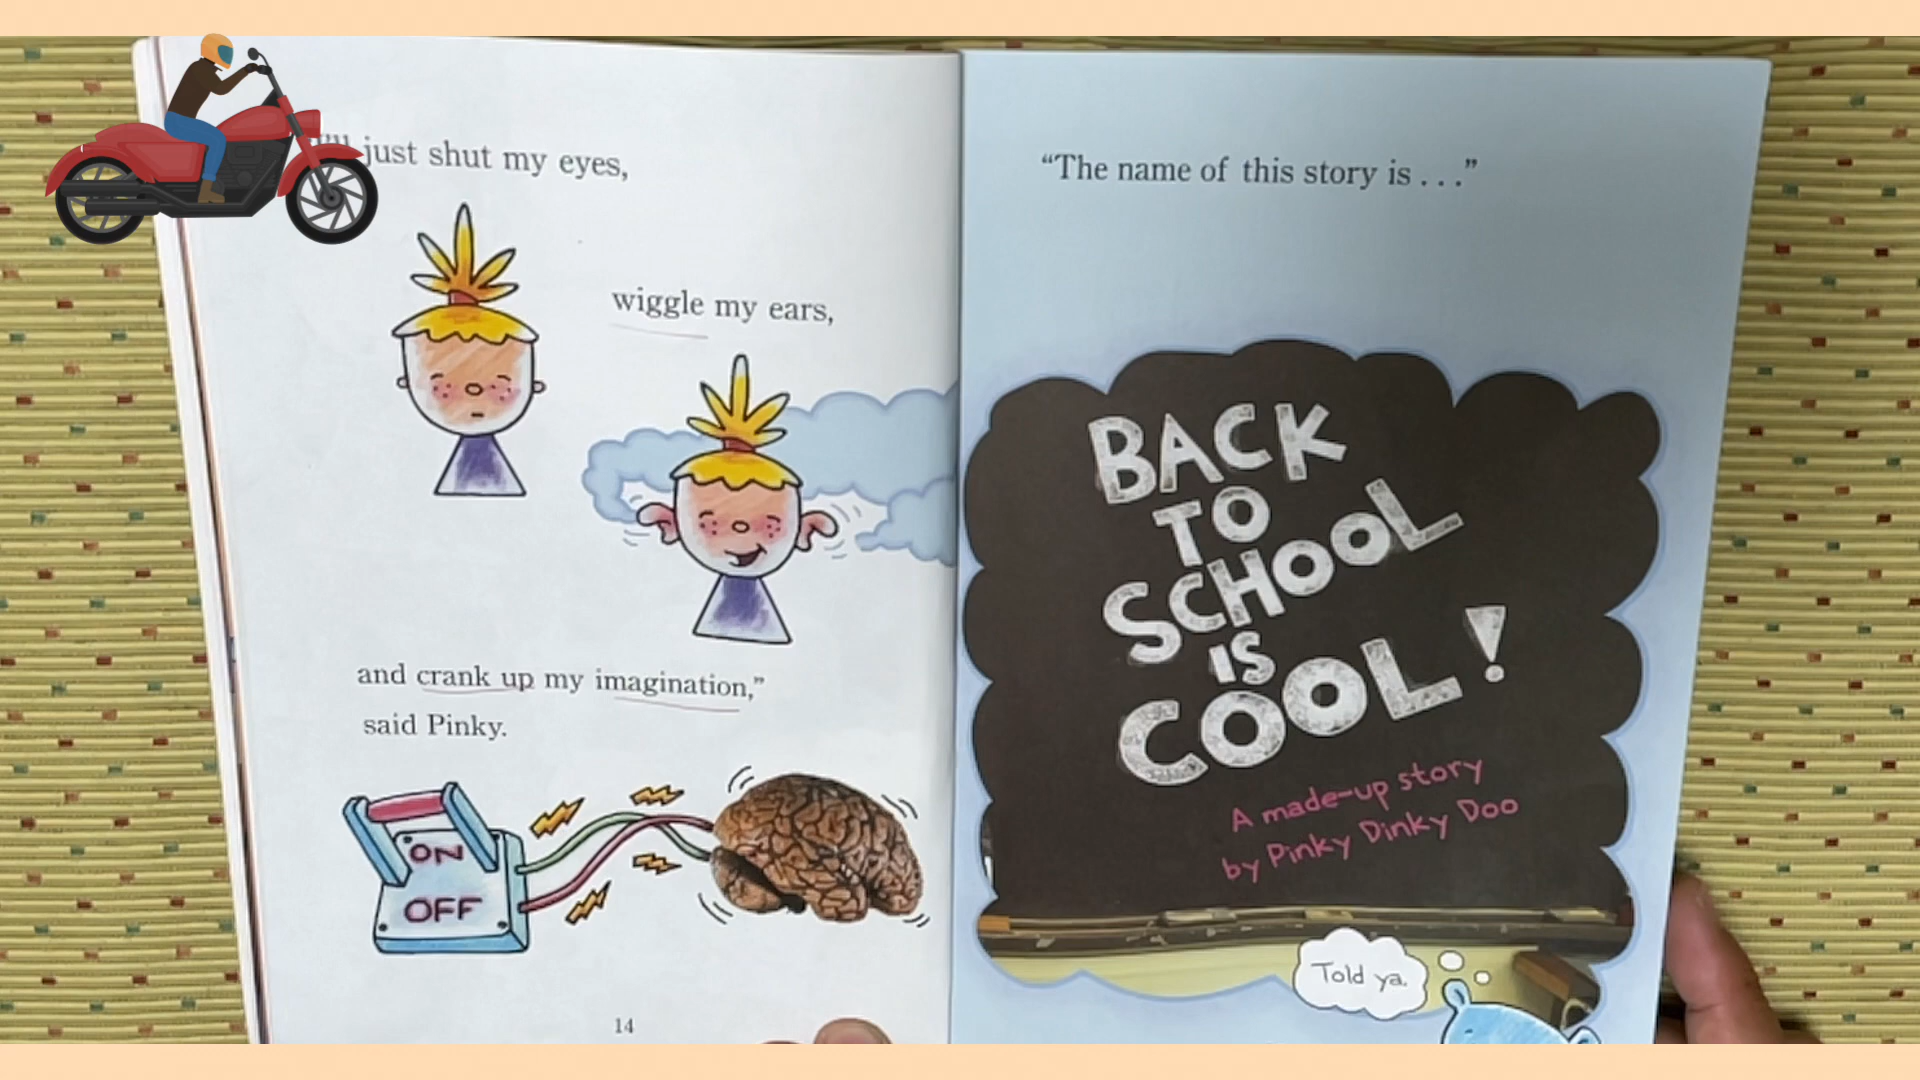 just shut my eyes,
wiggle my ears,
and crank up my imagination,”
said Pinky.
ON
OFF
14
“The name of this story is . . .”
BACK
TO
SCHOOL
IS
COOL!
A made-up story
by Pinky Dinky Doo
Told ya.